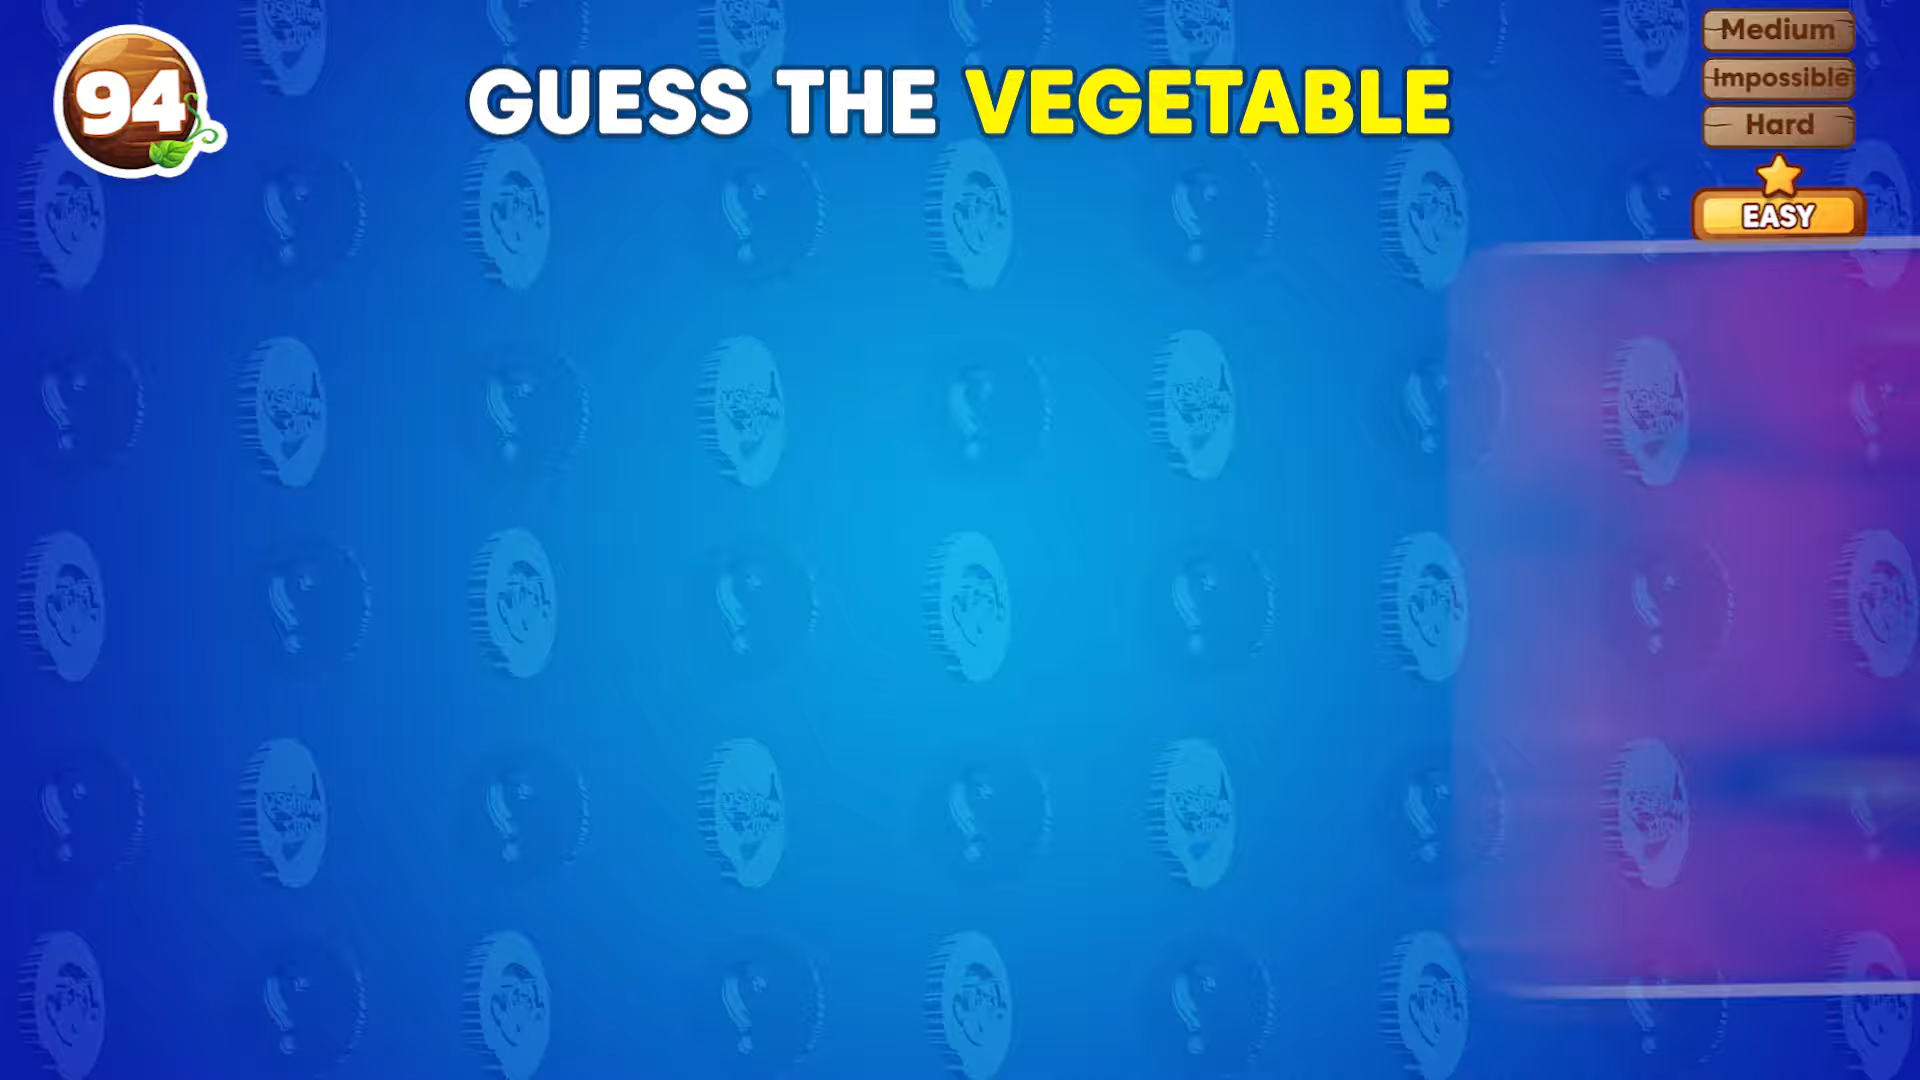 94
GUESS THE VEGETABLE
Medium
Impossible
Hard
EASY